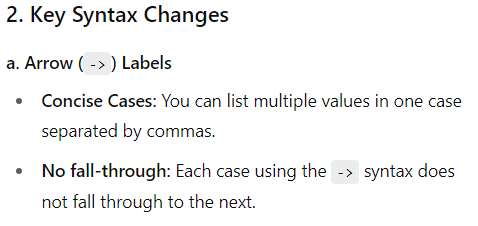 2. Key Syntax Changes
a. Arrow ( -> ) Labels
• Concise Cases: You can list multiple values in one case
separated by commas.
• No fall-through: Each case using the -> syntax does
not fall through to the next.